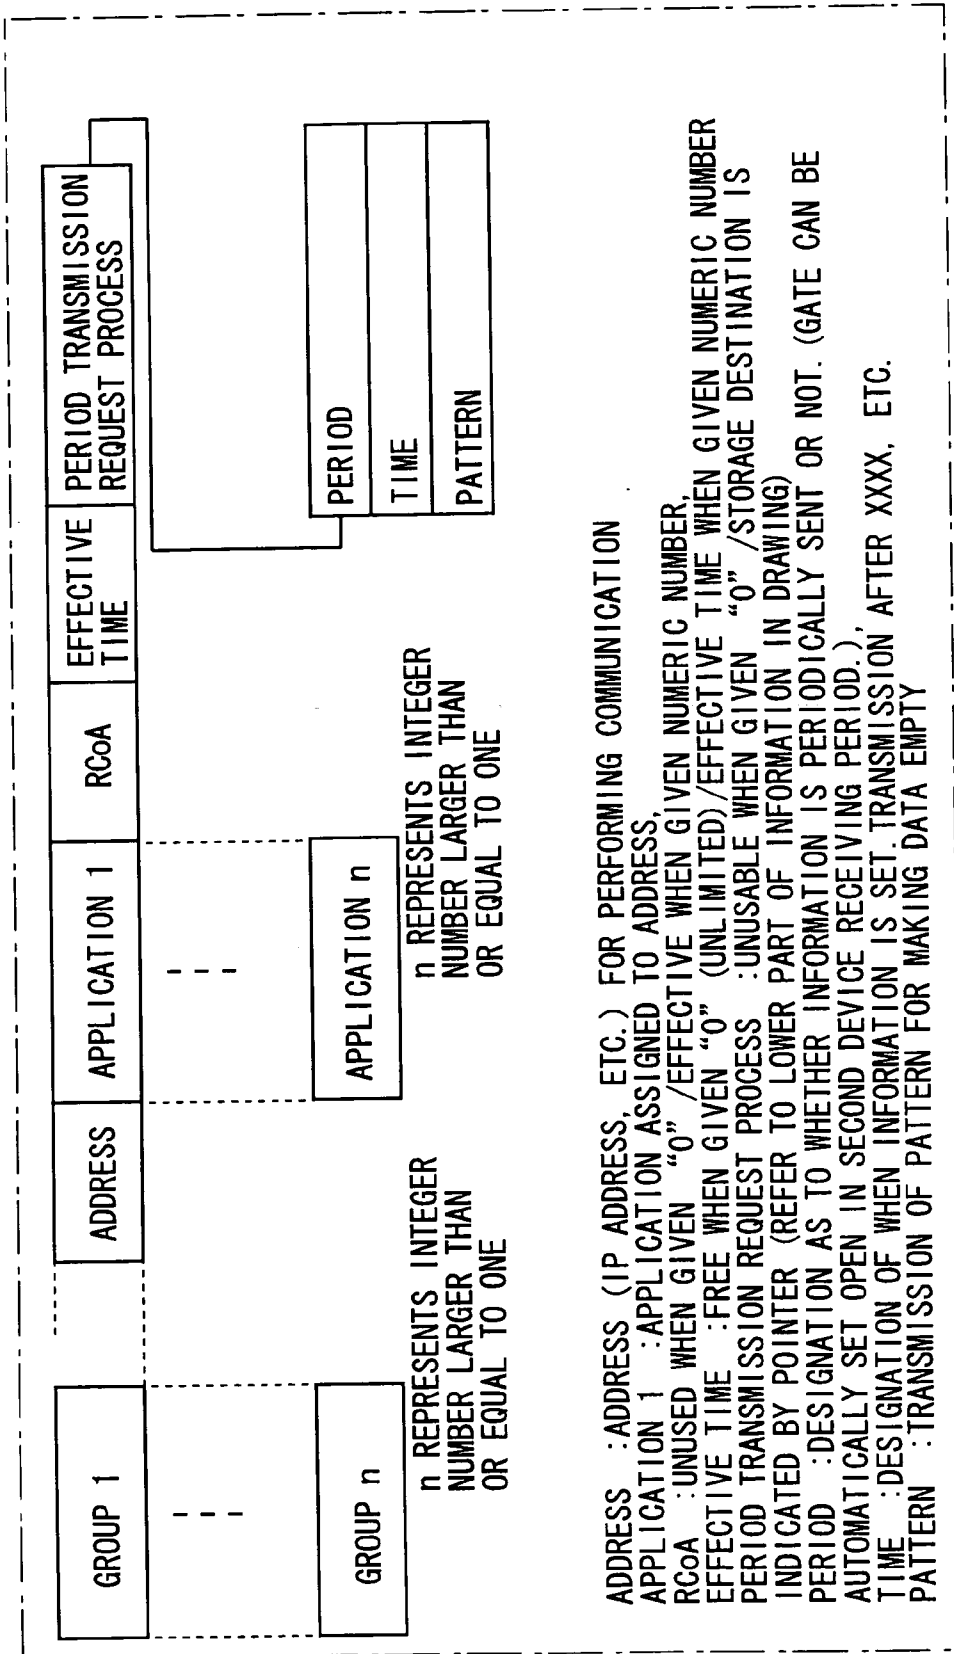 GROUP 1
ADDRESS
APPLICATION 1
RCoA
EFFECTIVE
TIME
PERIOD TRANSMISSION
REQUEST PROCESS
GROUP n
n REPRESENTS INTEGER
NUMBER LARGER THAN
OR EQUAL TO ONE
APPLICATION n
n REPRESENTS INTEGER
NUMBER LARGER THAN
OR EQUAL TO ONE
PERIOD
TIME
PATTERN
ADDRESS :ADDRESS (IP ADDRESS, ETC.) FOR PERFORMING COMMUNICATION
APPLICATION 1 :APPLICATION ASSIGNED TO ADDRESS,
RCoA :UNUSED WHEN GIVEN "0" /EFFECTIVE WHEN GIVEN NUMERIC NUMBER,
EFFECTIVE TIME :FREE WHEN GIVEN "0" (UNLIMITED)/EFFECTIVE TIME WHEN GIVEN NUMERIC NUMBER
PERIOD TRANSMISSION REQUEST PROCESS :UNUSABLE WHEN GIVEN "0" /STORAGE DESTINATION IS
INDICATED BY POINTER (REFER TO LOWER PART OF INFORMATION IN DRAWING)
PERIOD :DESIGNATION AS TO WHETHER INFORMATION IS PERIODICALLY SENT OR NOT. (GATE CAN BE
AUTOMATICALLY SET OPEN IN SECOND DEVICE RECEIVING PERIOD.),
TIME :DESIGNATION OF WHEN INFORMATION IS SET. TRANSMISSION AFTER XXXX, ETC.
PATTERN :TRANSMISSION OF PATTERN FOR MAKING DATA EMPTY